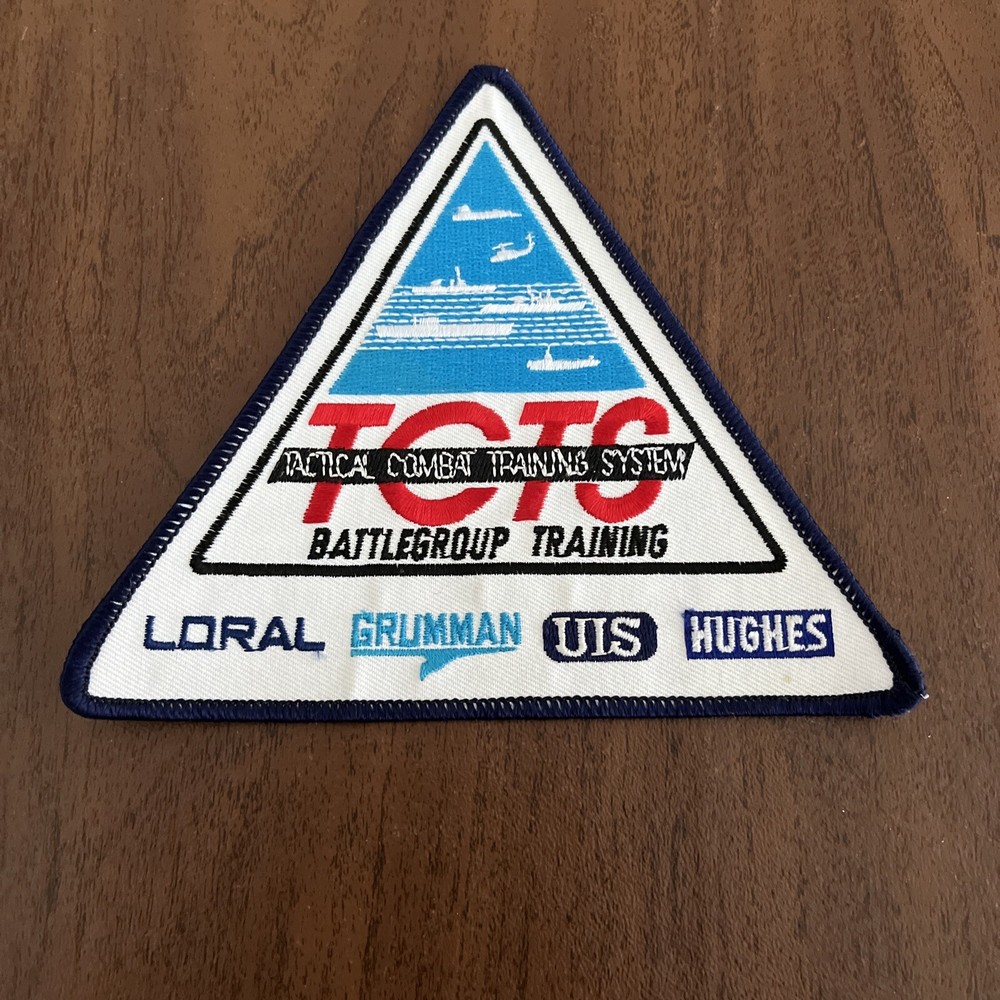 TCTS
TACTICAL COMBAT TRAINING SYSTEM
BATTLEGROUP TRAINING
LORAL GRUMMAN UIS HUGHES